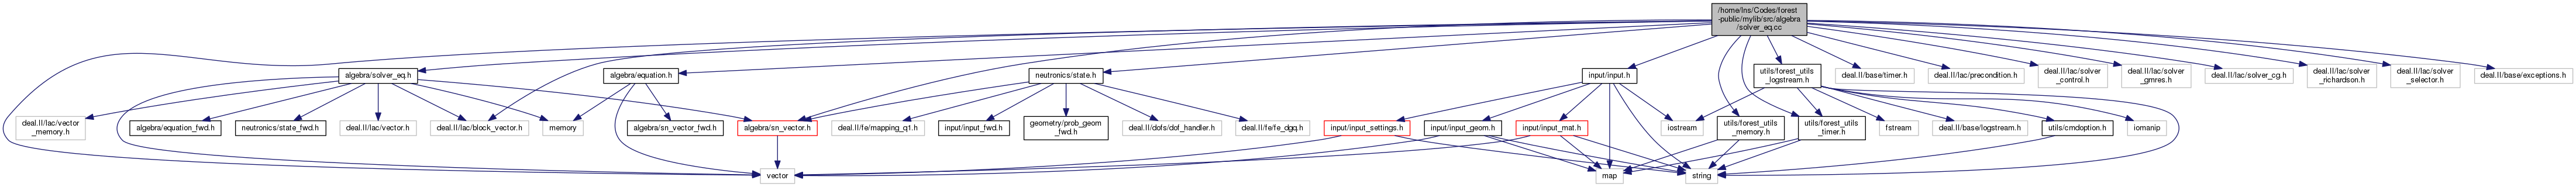 /home/lns/Codes/forest
-public/mylib/src/algebra
/solver_eq.cc
algebra/solver_eq.h
algebra/equation.h
neutronics/state.h
input/input.h
utils/forest_utils
_logstream.h
deal.II/base/timer.h
deal.II/lac/precondition.h
deal.II/lac/solver
_control.h
deal.II/lac/solver
_gmres.h
deal.II/lac/solver_cg.h
deal.II/lac/solver
_richardson.h
deal.II/lac/solver
_selector.h
deal.II/base/exceptions.h
deal.II/lac/vector
_memory.h
algebra/equation_fwd.h
neutronics/state_fwd.h
deal.II/lac/vector.h
deal.II/lac/block_vector.h
memory
algebra/sn_vector_fwd.h
algebra/sn_vector.h
deal.II/fe/mapping_q1.h
input/input_fwd.h
geometry/prob_geom
_fwd.h
deal.II/dofs/dof_handler.h
deal.II/fe/fe_dgq.h
input/input_settings.h
input/input_geom.h
input/input_mat.h
iostream
utils/forest_utils
_memory.h
utils/forest_utils
_timer.h
fstream
deal.II/base/logstream.h
utils/cmdoption.h
iomanip
vector
map
string